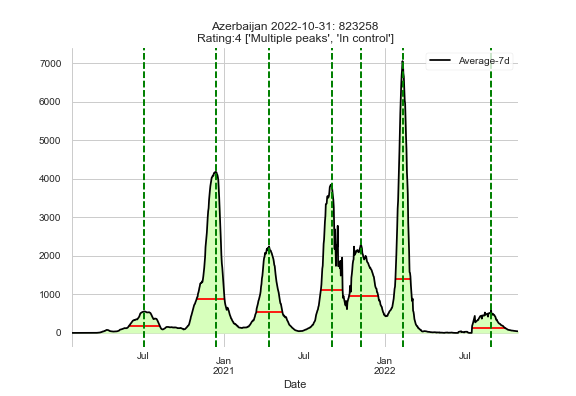 Azerbaijan 2022-10-31: 823258
Rating:4 ['Multiple peaks', 'In control']
Average-7d
7000
6000
5000
4000
3000
2000
1000
0
Jul
Jan
2021
Jul
Jan
2022
Jul
Date